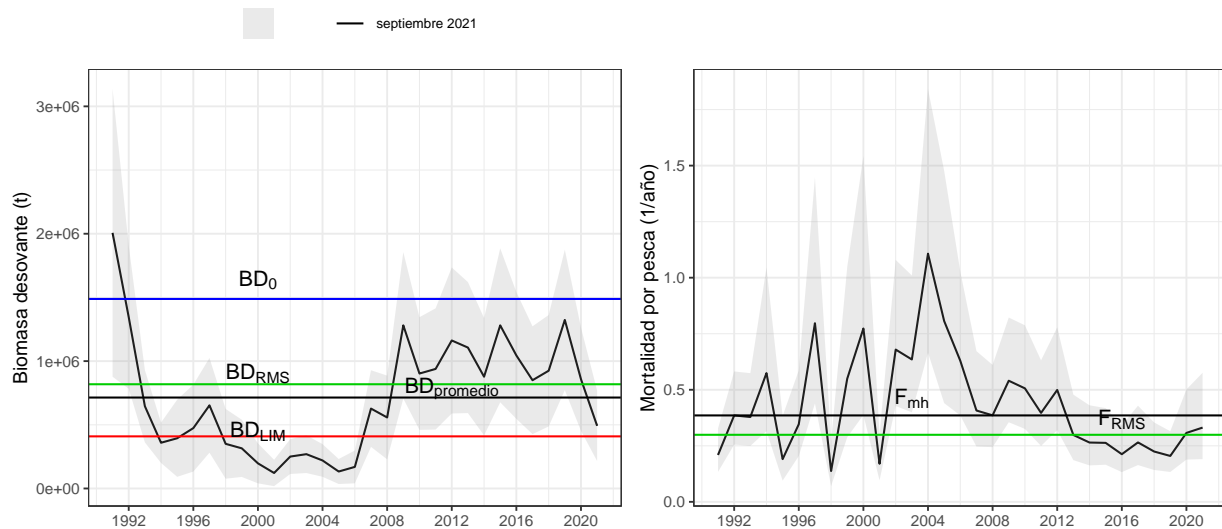 septiembre 2021
Biomasa desovante (t)
3e+06
2e+06
1e+06
0e+00
BD0
BDRMS
BDpromedio
BDLIM
1992 1996 2000 2004 2008 2012 2016 2020
Mortalidad por pesca (1/año)
1.5
1.0
0.5
0.0
Fmh
FRMS
1992 1996 2000 2004 2008 2012 2016 2020